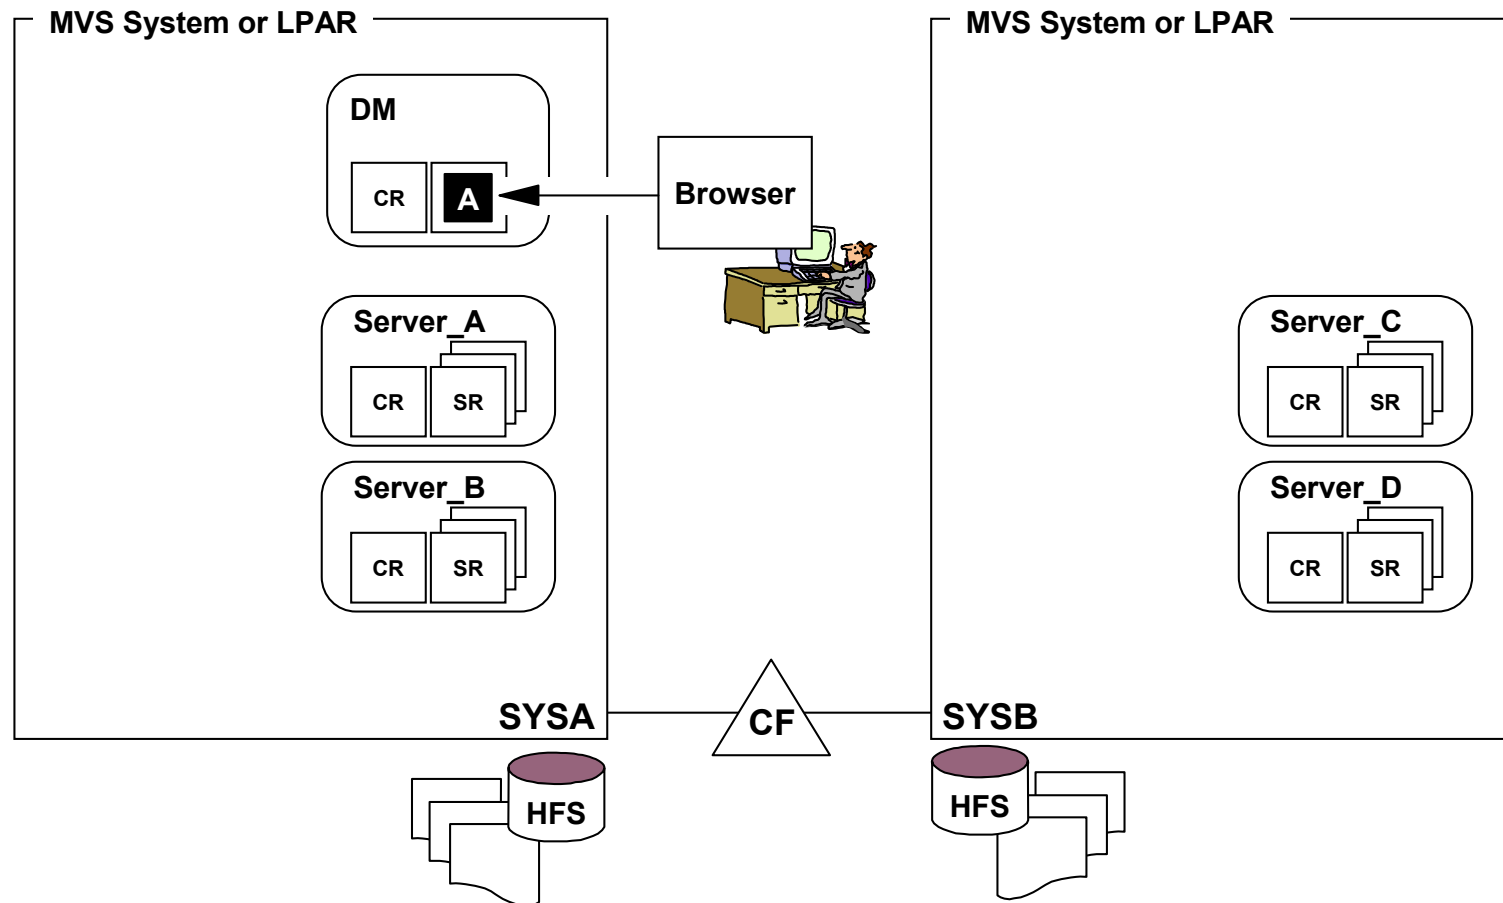 MVS System or LPAR
MVS System or LPAR
DM
CR
A
Browser
Server_A
CR
SR
Server_B
CR
SR
Server_C
CR
SR
Server_D
CR
SR
SYSA
CF
SYSB
HFS
HFS